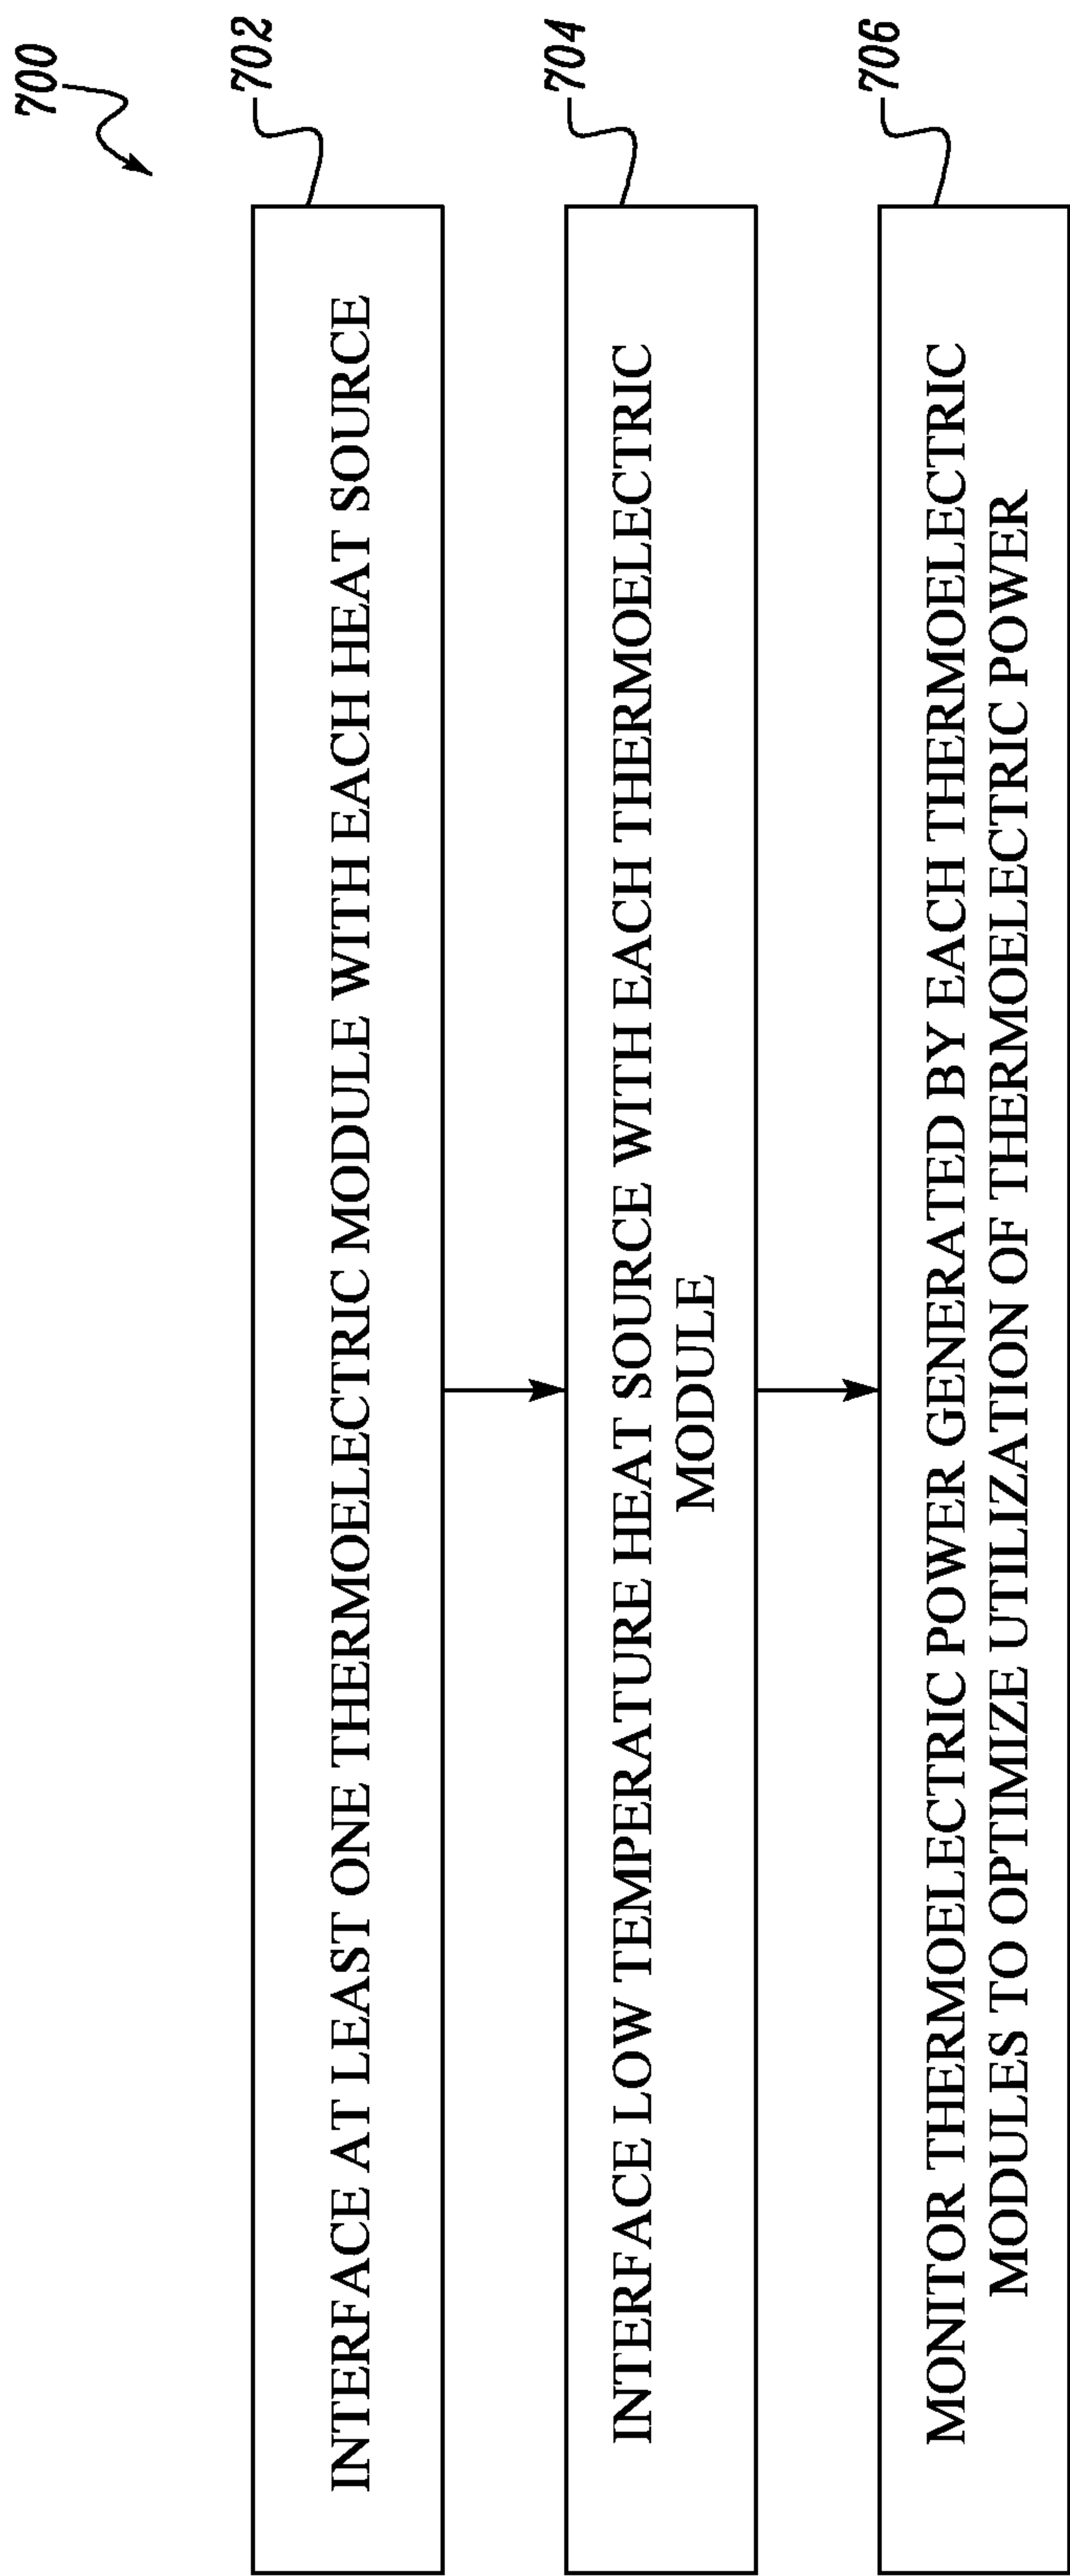 700
702
INTERFACE AT LEAST ONE THERMOELECTRIC MODULE WITH EACH HEAT SOURCE
704
INTERFACE LOW TEMPERATURE HEAT SOURCE WITH EACH THERMOELECTRIC
MODULE
706
MONITOR THERMOELECTRIC POWER GENERATED BY EACH THERMOELECTRIC
MODULES TO OPTIMIZE UTILIZATION OF THERMOELECTRIC POWER